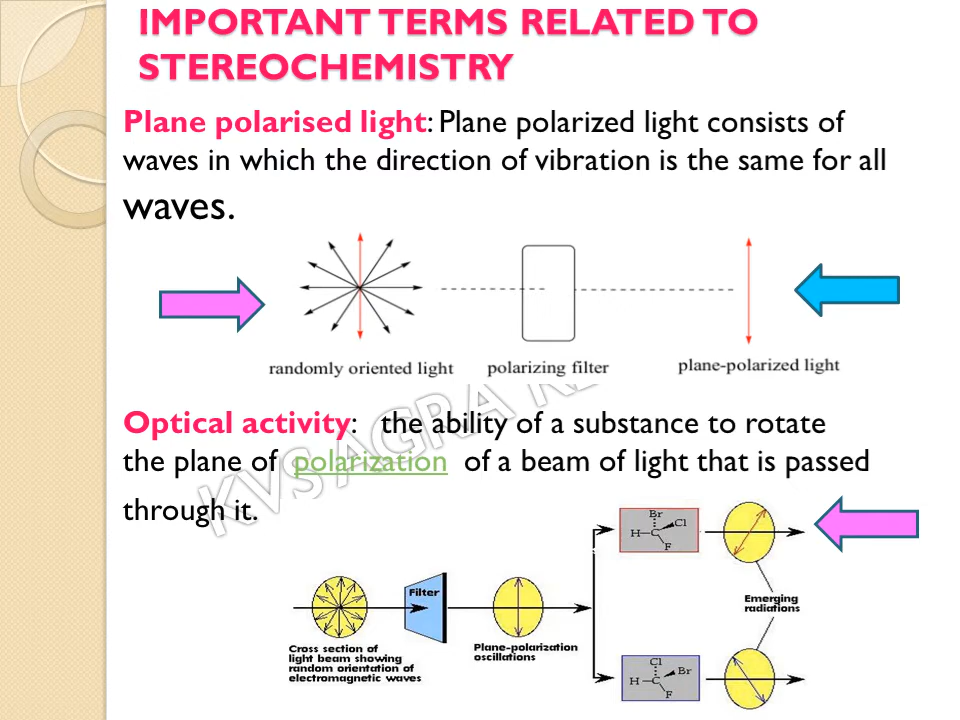 IMPORTANT TERMS RELATED TO
STEREOCHEMISTRY
Plane polarised light: Plane polarized light consists of
waves in which the direction of vibration is the same for all
waves.
randomly oriented light
polarizing filter
plane-polarized light
KVS AGRA
Optical activity: the ability of a substance to rotate
the plane of polarization of a beam of light that is passed
through it.
Br
Cl
H-C
F
Filter
Emerging
radiations
Cross section of
light beam showing
random orientation of
electromagnetic waves
Plane-polarization
oscillations
Cl
Br
H-C
F